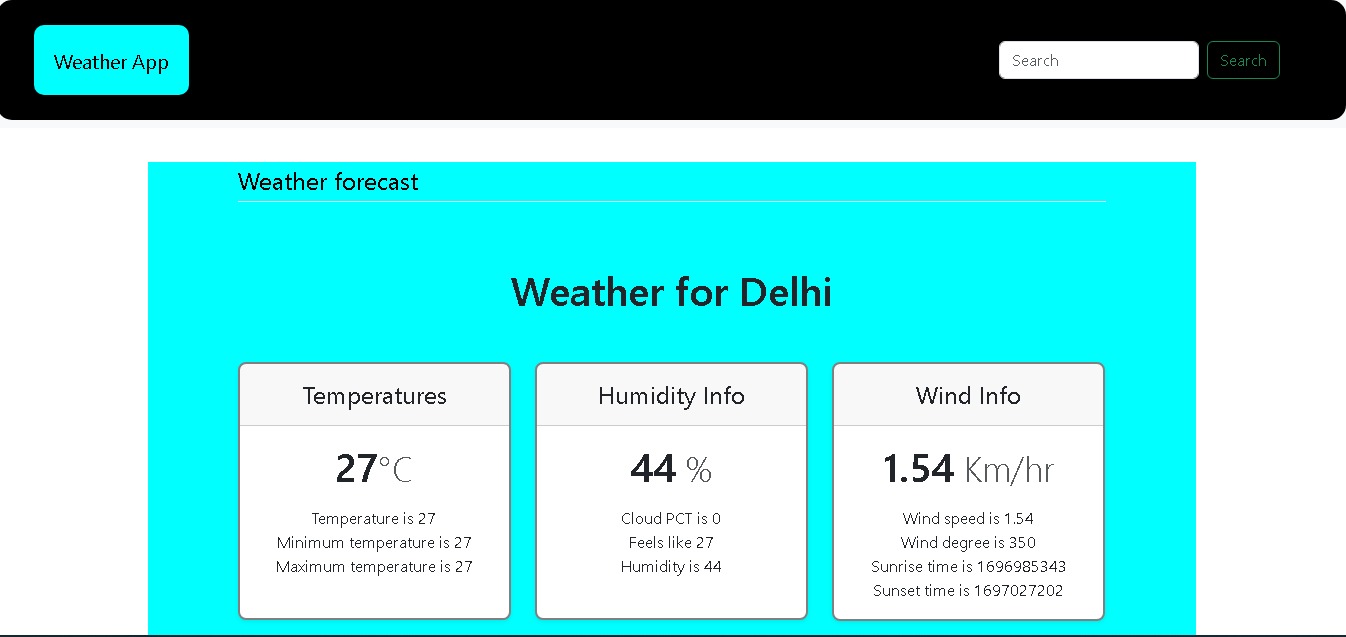 Weather App
Search
Search
Weather forecast
Weather for Delhi
Temperatures
27°C
Temperature is 27
Minimum temperature is 27
Maximum temperature is 27
Humidity Info
44 %
Cloud PCT is 0
Feels like 27
Humidity is 44
Wind Info
1.54 Km/hr
Wind speed is 1.54
Wind degree is 350
Sunrise time is 1696985343
Sunset time is 1697027202